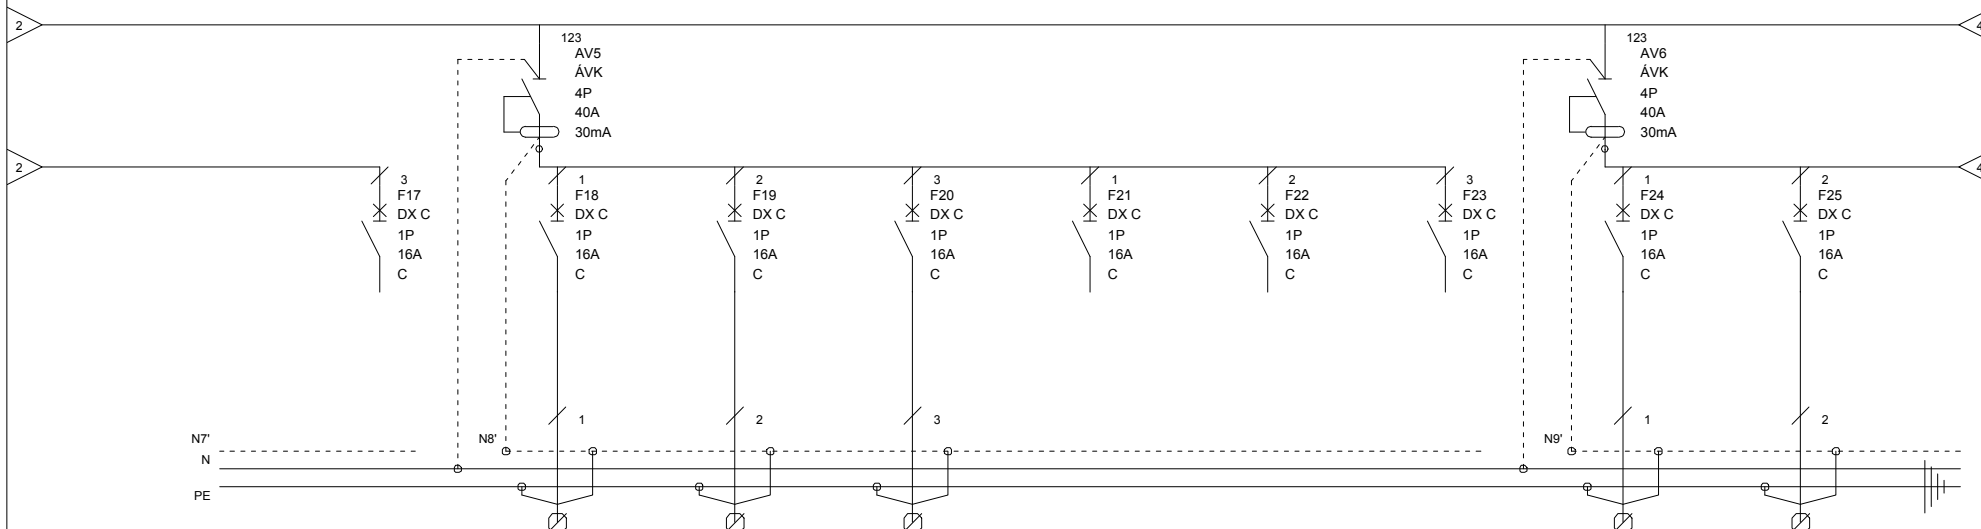 2
123
AV5
ÁVK
4P
40A
30mA
123
AV6
ÁVK
4P
40A
30mA
4
2
3
F17
DX C
1P
16A
C
1
F18
DX C
1P
16A
C
2
F19
DX C
1P
16A
C
3
F20
DX C
1P
16A
C
1
F21
DX C
1P
16A
C
2
F22
DX C
1P
16A
C
3
F23
DX C
1P
16A
C
1
F24
DX C
1P
16A
C
2
F25
DX C
1P
16A
C
4
1
2
3
1
2
N7'
N8'
N9'
N
PE